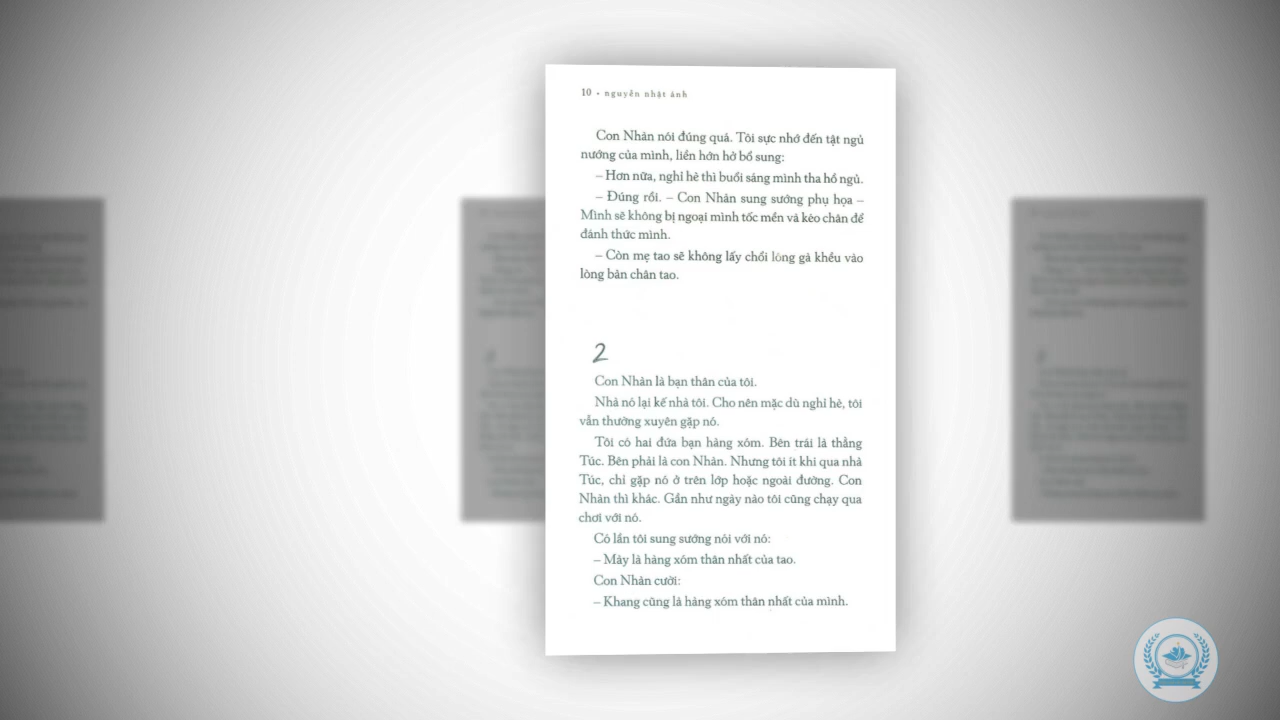 10 • nguyễn nhật ánh
Con Nhàn nói đúng quá. Tôi sực nhớ đến tật ngủ
nướng của mình, liền hớn hở bổ sung:
– Hơn nữa, nghỉ hè thì buổi sáng mình tha hồ ngủ.
– Đúng rồi. – Con Nhàn sung sướng phụ họa –
Mình sẽ không bị ngoại mình tốc mền và kéo chân để
đánh thức mình.
– Còn mẹ tao sẽ không lấy chổi lông gà khều vào
lòng bàn chân tao.
2
Con Nhàn là bạn thân của tôi.
Nhà nó lại kế nhà tôi. Cho nên mặc dù nghỉ hè, tôi
vẫn thường xuyên gặp nó.
Tôi có hai đứa bạn hàng xóm. Bên trái là thằng
Túc. Bên phải là con Nhàn. Nhưng tôi ít khi qua nhà
Túc, chỉ gặp nó ở trên lớp hoặc ngoài đường. Con
Nhàn thì khác. Gần như ngày nào tôi cũng chạy qua
chơi với nó.
Có lần tôi sung sướng nói với nó:
– Mày là hàng xóm thân nhất của tao.
Con Nhàn cười:
– Khang cũng là hàng xóm thân nhất của mình.